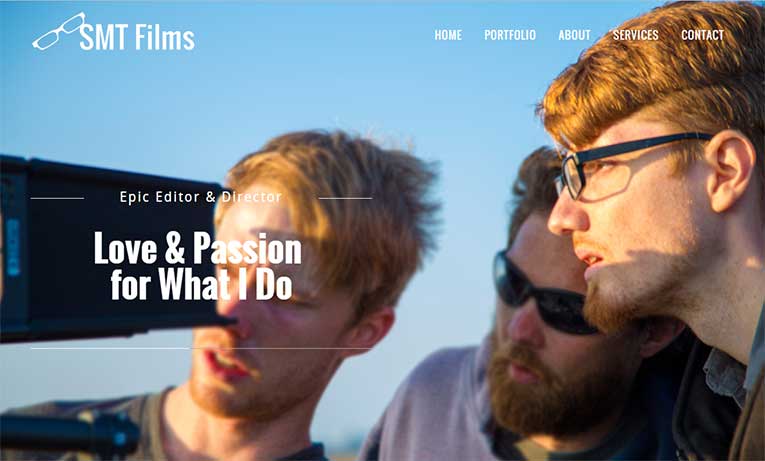 SMT Films
HOME PORTFOLIO ABOUT SERVICES CONTACT
Epic Editor & Director
Love & Passion
for What I Do